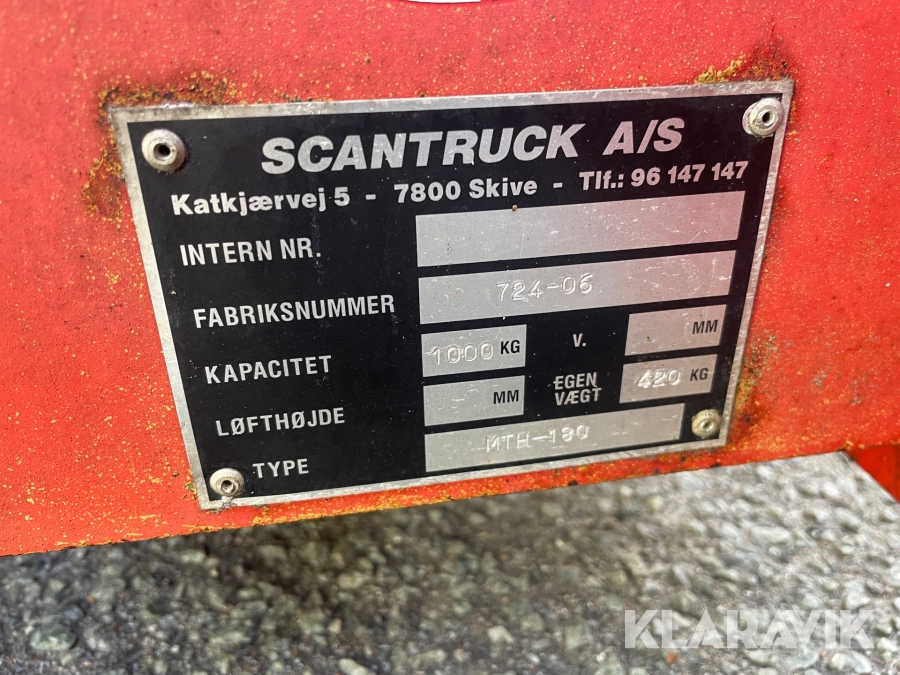 SCANTRUCK A/S
Katkjærvej 5 - 7800 Skive - Tlf.: 96 147 147
INTERN NR.
FABRIKSNUMMER 724-06
KAPACITET 1000 KG V. MM
LØFTHØJDE MM EGEN VÆGT 420 KG
TYPE MTH-190
KLARAVIK